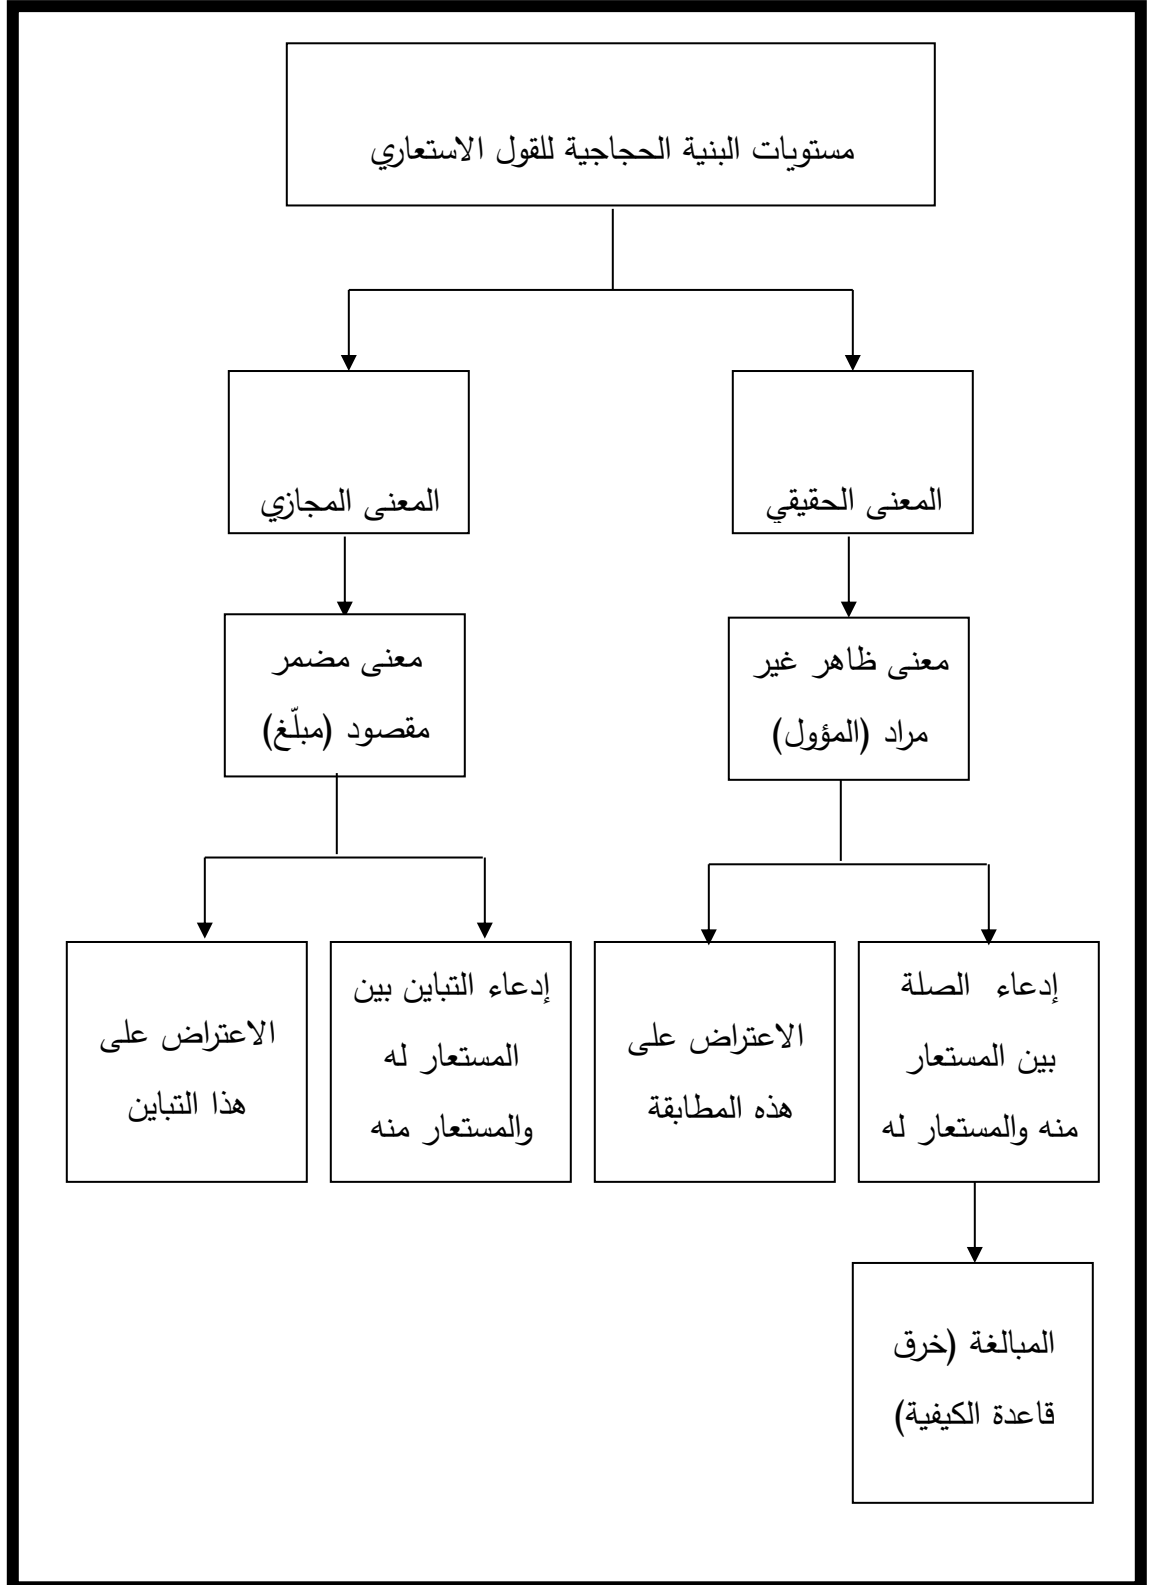 مستويات البنية الحجاجية للقول الاستعاري
المعنى الحقيقي
المعنى المجازي
معنى ظاهر غير
مراد (المؤول)
معنى مضمر
مقصود (مبلّغ)
إدعاء الصلة
بين المستعار
منه والمستعار له
الاعتراض على
هذه المطابقة
إدعاء التباين بين
المستعار له
والمستعار منه
الاعتراض على
هذا التباين
المبالغة (خرق
قاعدة الكيفية)